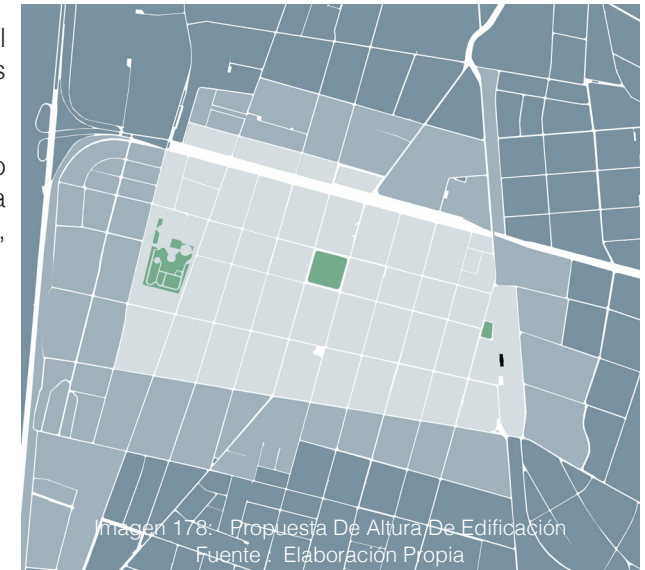 l
s
o
a
,
Imagen 178: Propuesta De Altura De Edificación
Fuente : Elaboración Propia